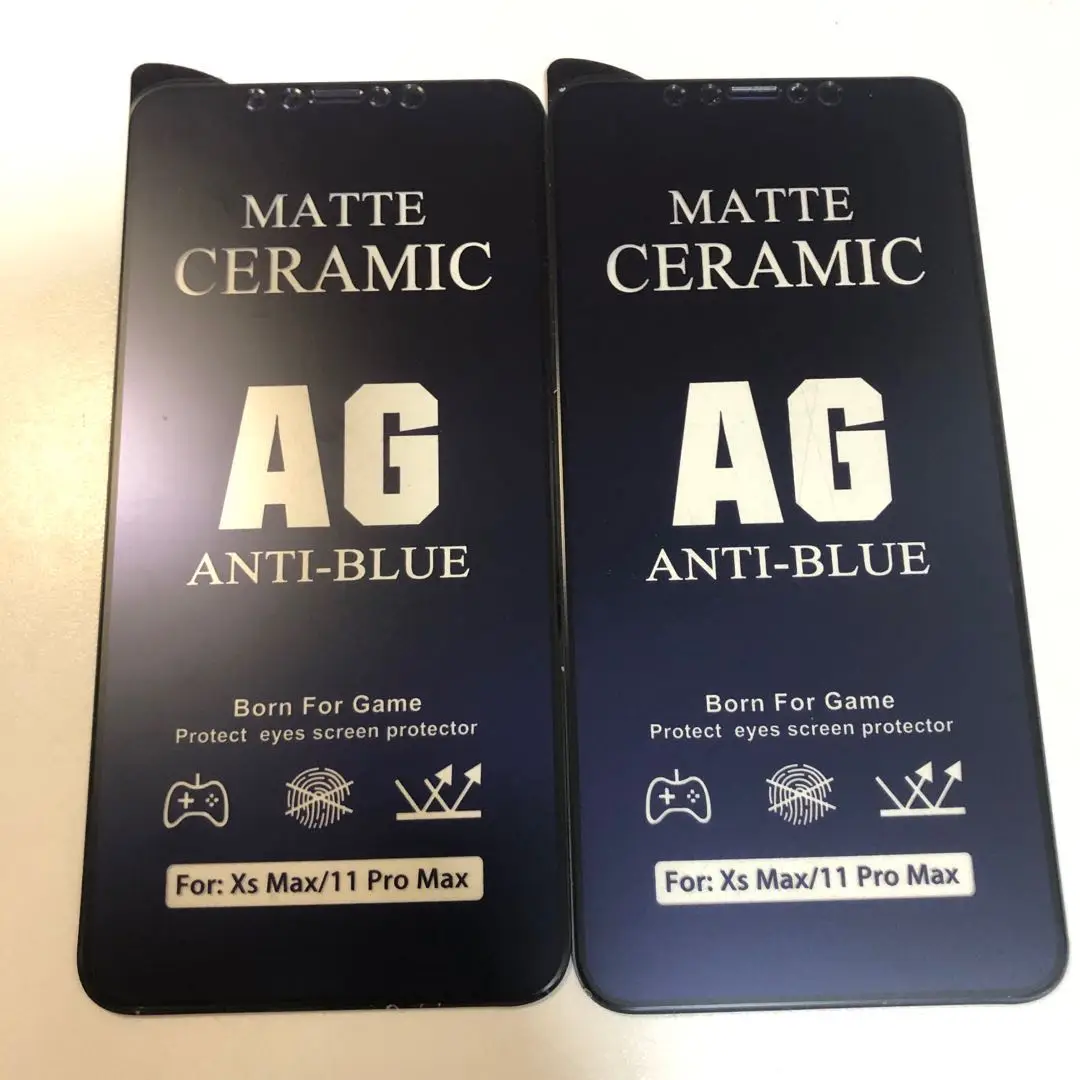 MATTE
CERAMIC
AG
ANTI-BLUE
Born For Game
Protect eyes screen protector
For: Xs Max/11 Pro Max
MATTE
CERAMIC
AG
ANTI-BLUE
Born For Game
Protect eyes screen protector
For: Xs Max/11 Pro Max